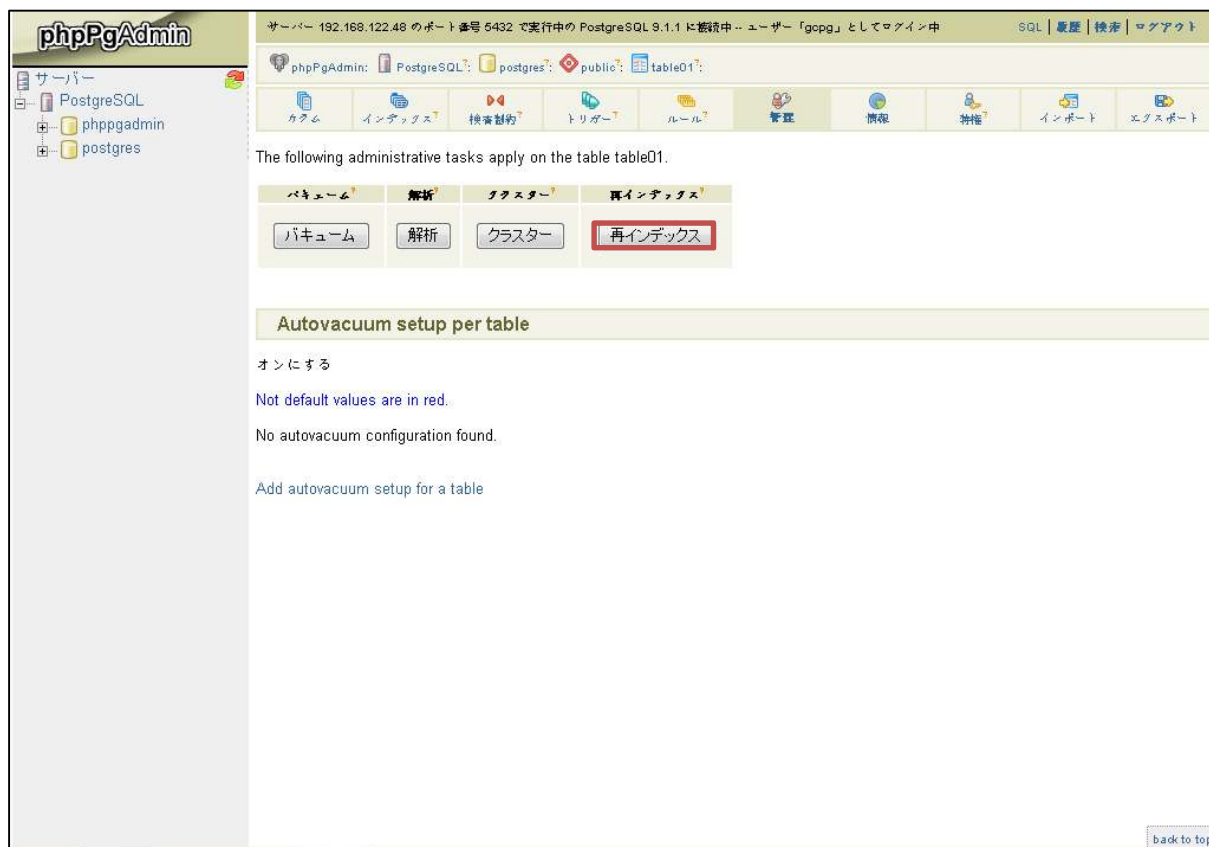 phpPgAdmin
サーバー 192.168.122.48 のポート番号 5432 で実行中の PostgreSQL 9.1.1 に接続中 -- ユーザー「gcpg」としてログイン中
SQL | 履歴 | 検索 | ログアウト
サーバー
PostgreSQL
phppgadmin
postgres
phpPgAdmin: PostgreSQL?: postgres?: public?: table01?:
カラム インデックス? 検査制約? トリガー? ルール? 管理 情報 特権? インポート エクスポート
The following administrative tasks apply on the table table01.
バキューム? 解析? クラスター? 再インデックス?
バキューム 解析 クラスター 再インデックス
Autovacuum setup per table
オンにする
Not default values are in red.
No autovacuum configuration found.
Add autovacuum setup for a table
back to top